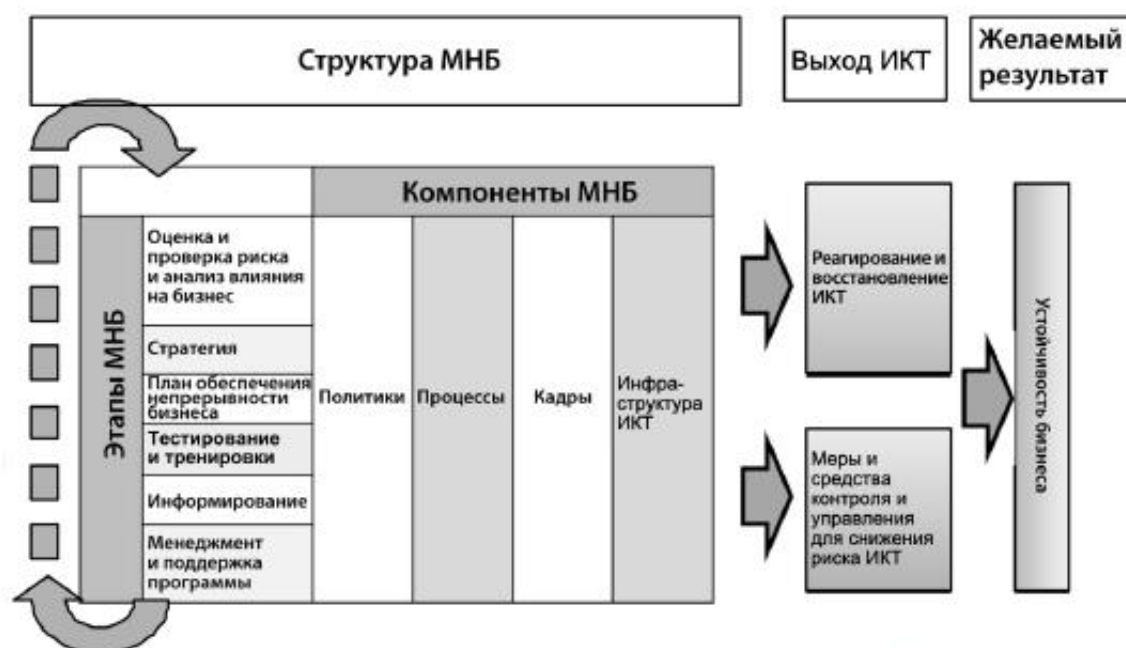 Структура МНБ
Выход ИКТ
Желаемый
результат
Компоненты МНБ
Этапы МНБ
Оценка и
проверка риска
и анализ влияния
на бизнес
Стратегия
План обеспечения
непрерывности
бизнеса
Тестирование
и тренировки
Информирование
Менеджмент
и поддержка
программы
Политики
Процессы
Кадры
Инфра-
структура
ИКТ
Реагирование и
восстановление
ИКТ
Меры и
средства
контроля и
управления
для снижения
риска ИКТ
Устойчивость бизнеса